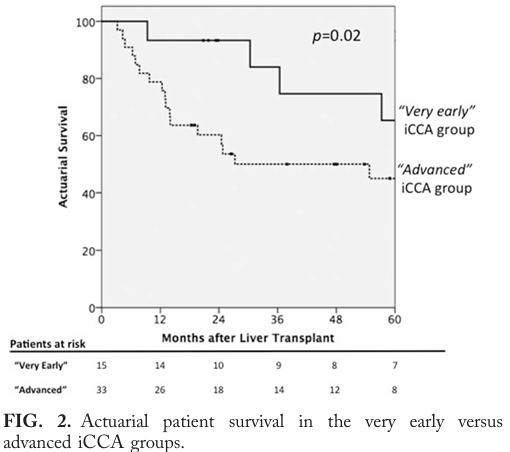 100
p=0.02
80
60
40
20
0
Actuarial Survival
"Very early"
iCCA group
"Advanced"
iCCA group
0 12 24 36 48 60
Months after Liver Transplant
Patients at risk
"Very Early" 15 14 10 9 8 7
"Advanced" 33 26 18 14 12 8
FIG. 2. Actuarial patient survival in the very early versus
advanced iCCA groups.